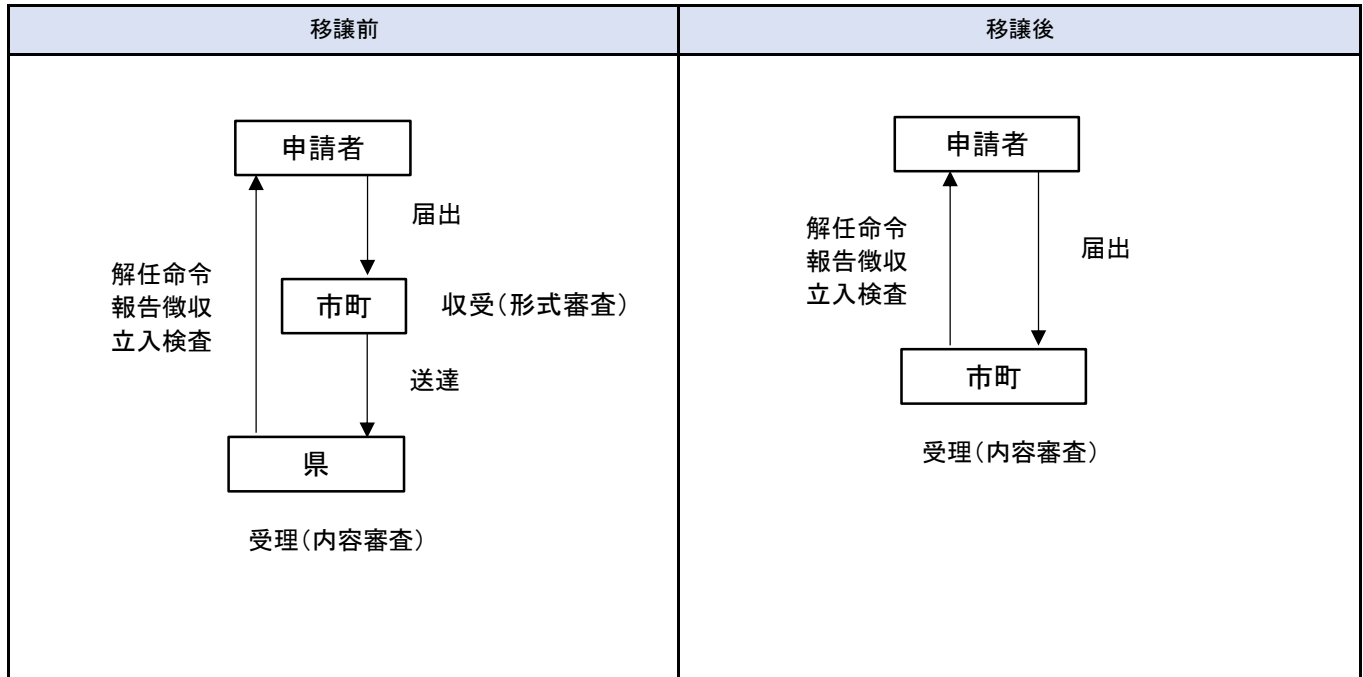 移譲前
移譲後
申請者
届出
解任命令
報告徴収
立入検査
市町
収受(形式審査)
送達
県
受理(内容審査)
申請者
解任命令
報告徴収
立入検査
届出
市町
受理(内容審査)